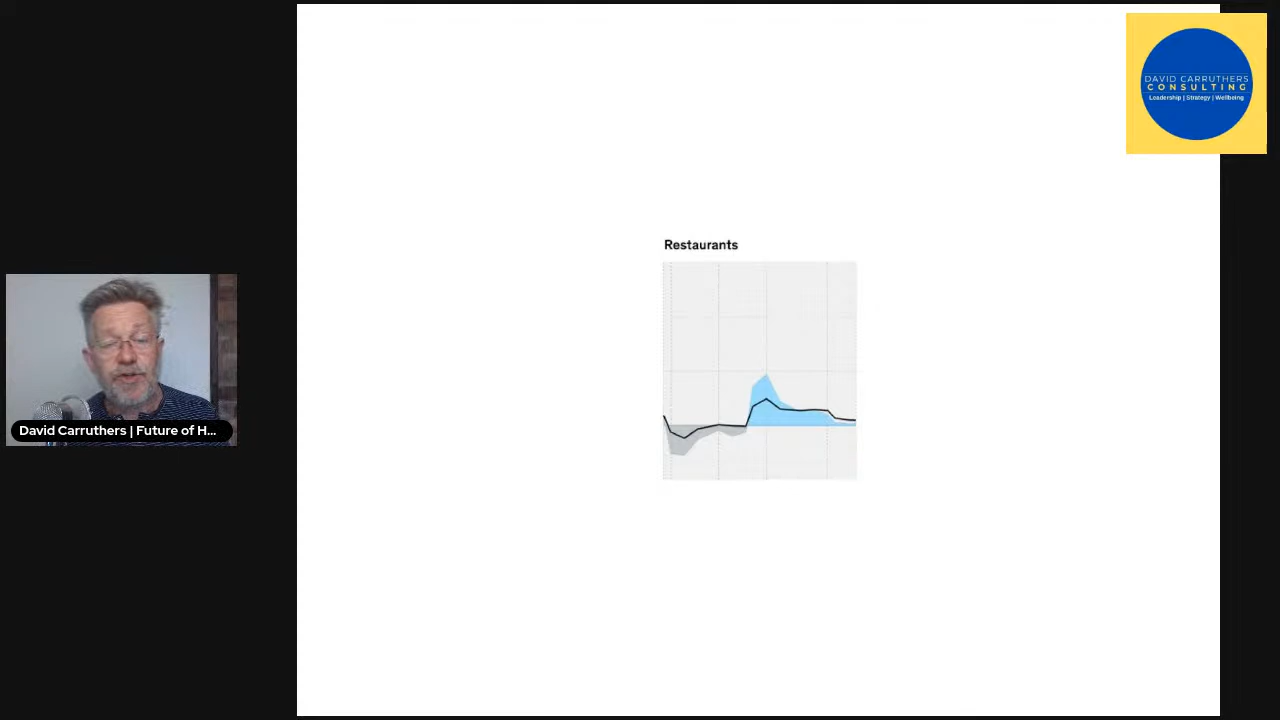 DAVID CARRUTHERS
CONSULTING
Leadership | Strategy | Wellbeing
Restaurants
David Carruthers | Future of H...